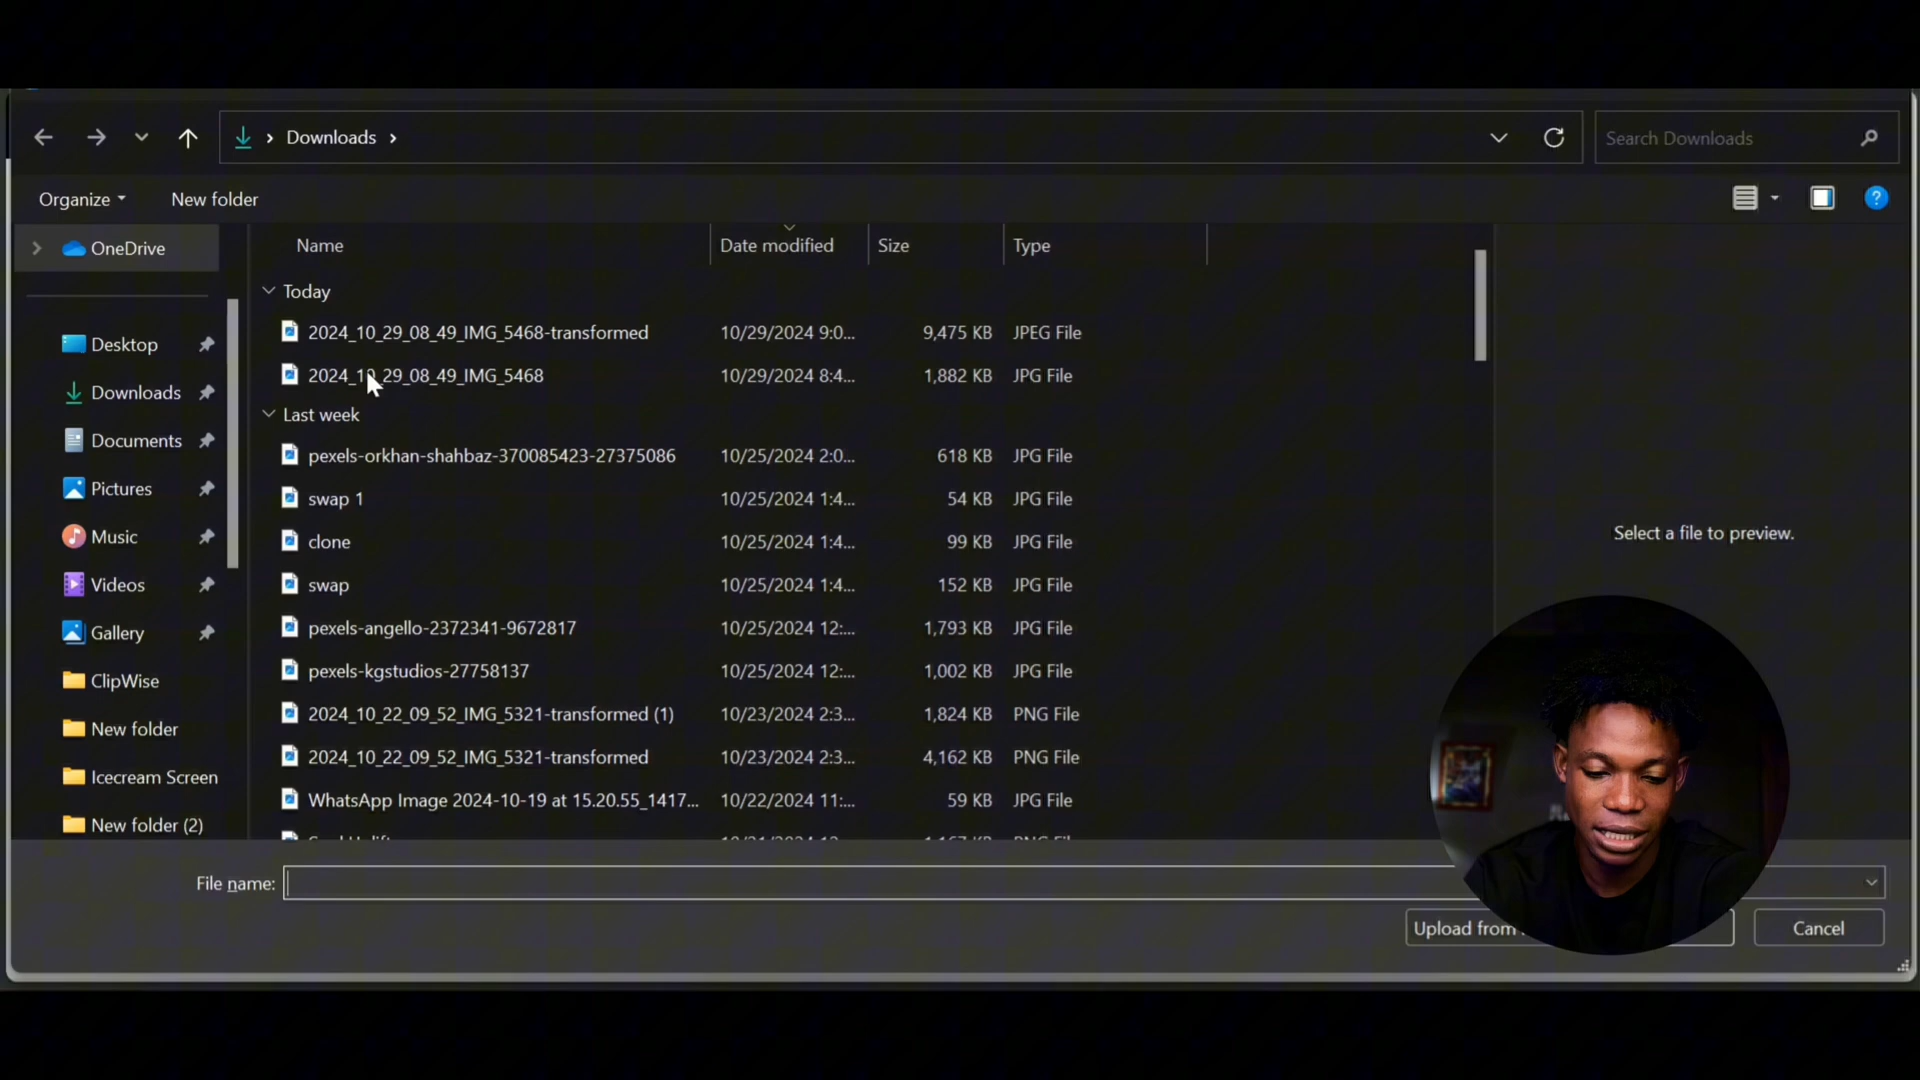 Downloads
Search Downloads
Organize
New folder
OneDrive
Desktop
Downloads
Documents
Pictures
Music
Videos
Gallery
ClipWise
New folder
Icecream Screen
New folder (2)
Name Date modified Size Type
Today
2024_10_29_08_49_IMG_5468-transformed 10/29/2024 9:0... 9,475 KB JPEG File
2024_10_29_08_49_IMG_5468 10/29/2024 8:4... 1,882 KB JPG File
Last week
pexels-orkhan-shahbaz-370085423-27375086 10/25/2024 2:0... 618 KB JPG File
swap 1 10/25/2024 1:4... 54 KB JPG File
clone 10/25/2024 1:4... 99 KB JPG File
swap 10/25/2024 1:4... 152 KB JPG File
pexels-angello-2372341-9672817 10/25/2024 12:... 1,793 KB JPG File
pexels-kgstudios-27758137 10/25/2024 12:... 1,002 KB JPG File
2024_10_22_09_52_IMG_5321-transformed (1) 10/23/2024 2:3... 1,824 KB PNG File
2024_10_22_09_52_IMG_5321-transformed 10/23/2024 2:3... 4,162 KB PNG File
WhatsApp Image 2024-10-19 at 15.20.55_1417... 10/22/2024 11:... 59 KB JPG File
Select a file to preview.
File name:
Upload from
Cancel